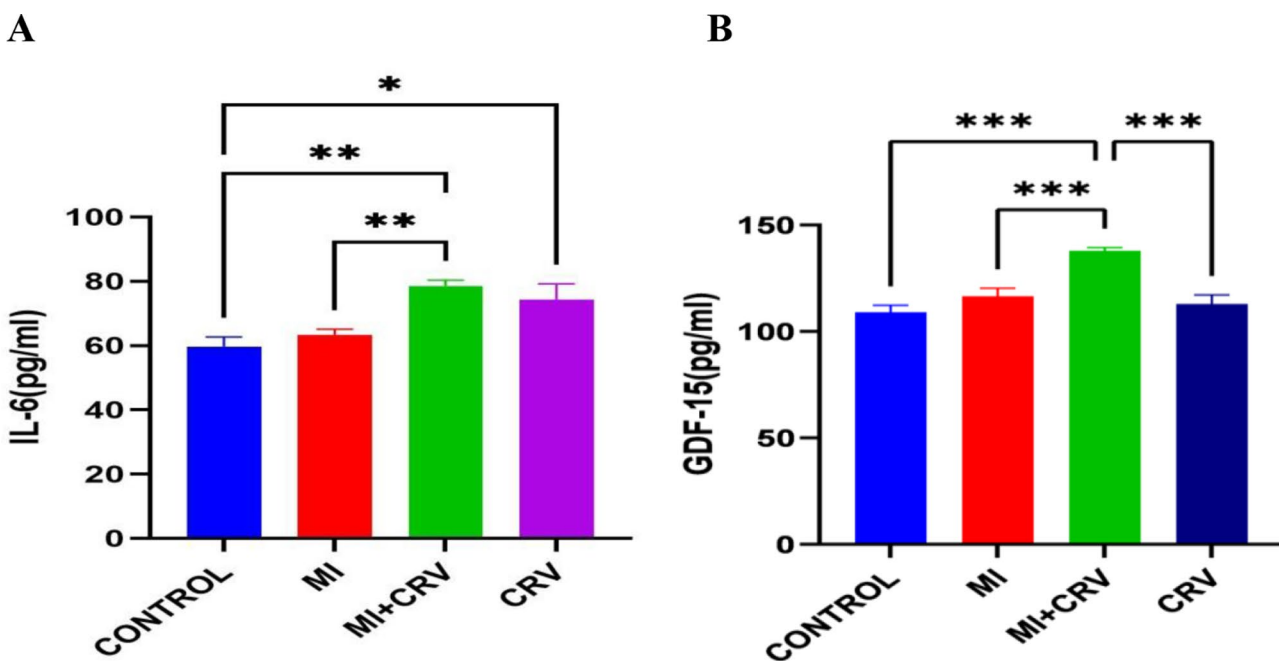 A
*
**
**
100
80
60
40
20
0
IL-6(pg/ml)
CONTROL
MI
MI+CRV
CRV
B
***
***
***
150
100
50
0
GDF-15(pg/ml)
CONTROL
MI
MI+CRV
CRV